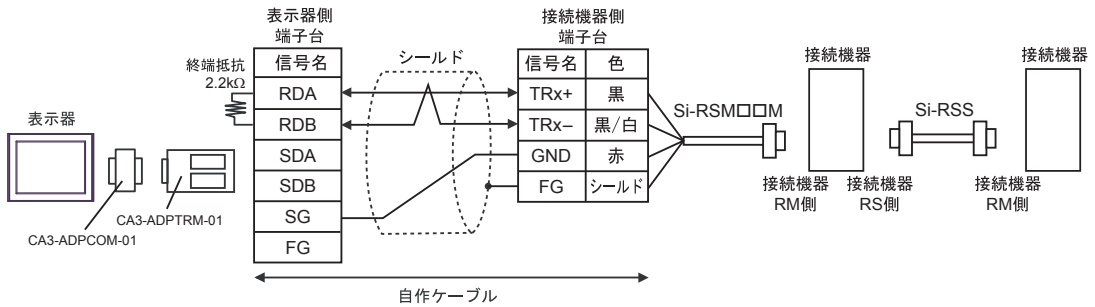 表示器
CA3-ADPCOM-01
CA3-ADPTRM-01
終端抵抗
2.2kΩ
表示器側
端子台
信号名
RDA
RDB
SDA
SDB
SG
FG
シールド
接続機器側
端子台
信号名 色
TRx+ 黒
TRx– 黒/白
GND 赤
FG シールド
自作ケーブル
Si-RSM□□M
接続機器
接続機器
RM側
接続機器
RS側
Si-RSS
接続機器
接続機器
RM側